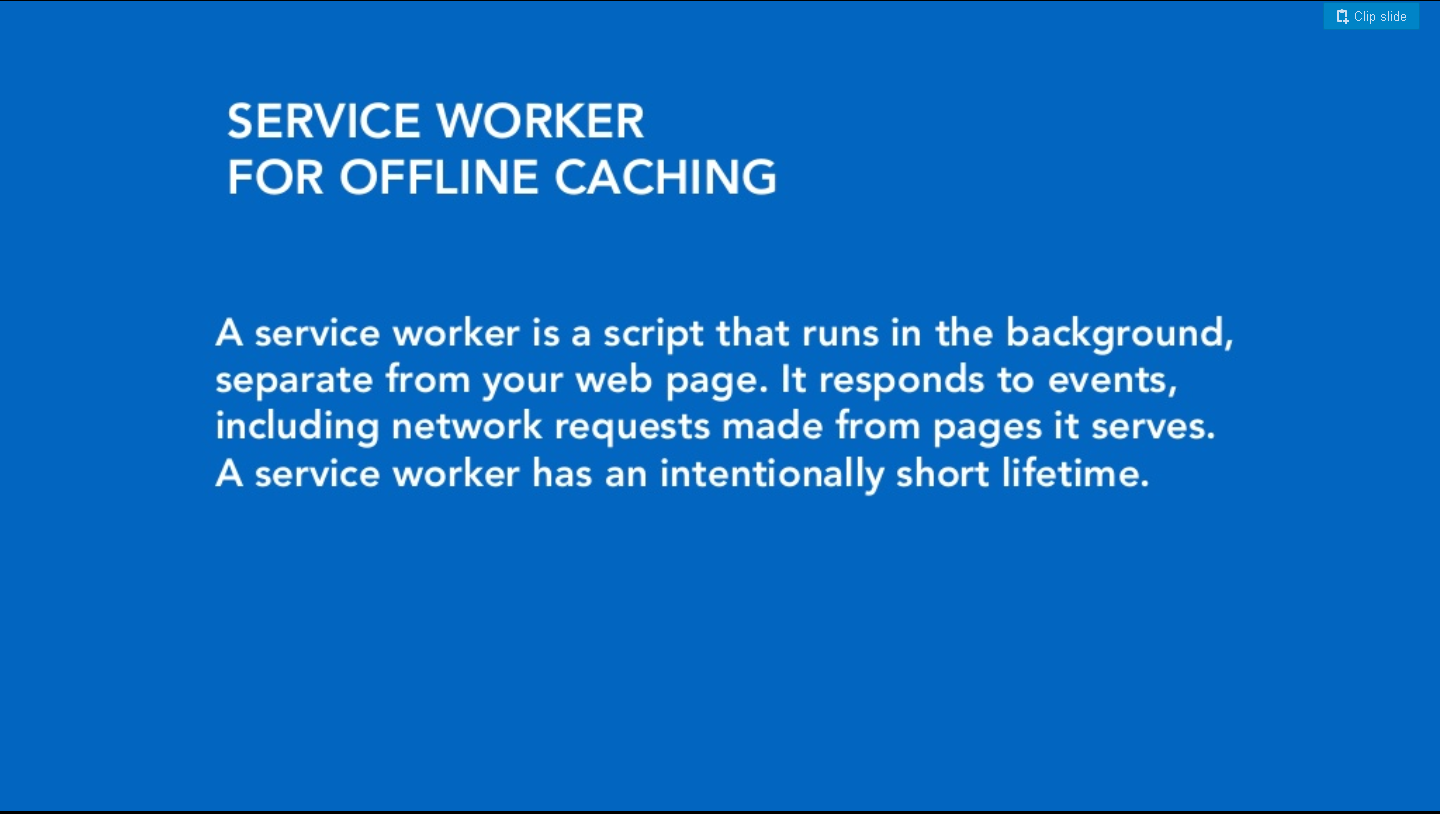 Clip slide
SERVICE WORKER
FOR OFFLINE CACHING
A service worker is a script that runs in the background,
separate from your web page. It responds to events,
including network requests made from pages it serves.
A service worker has an intentionally short lifetime.